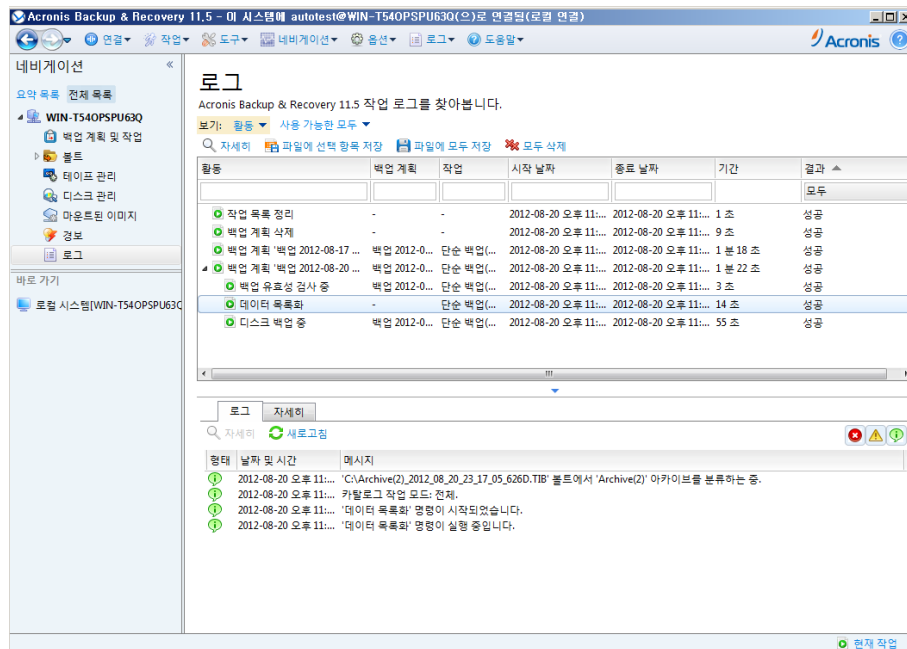 Acronis Backup & Recovery 11.5 - 이 시스템에 autotest@WIN-T54OPSPU63Q(으)로 연결됨(로컬 연결)
연결 작업 도구 네비게이션 옵션 로그 도움말 Acronis
네비게이션
요약 목록 전체 목록
WIN-T54OPSPU63Q
백업 계획 및 작업
볼트
테이프 관리
디스크 관리
마운트된 이미지
경보
로그
바로 가기
로컬 시스템[WIN-T54OPSPU63Q
로그
Acronis Backup & Recovery 11.5 작업 로그를 찾아봅니다.
보기: 활동 사용 가능한 모두
자세히 파일에 선택 항목 저장 파일에 모두 저장 모두 삭제
활동 백업 계획 작업 시작 날짜 종료 날짜 기간 결과
모두
작업 목록 정리 - - 2012-08-20 오후 11:... 2012-08-20 오후 11:... 1 초 성공
백업 계획 삭제 - - 2012-08-20 오후 11:... 2012-08-20 오후 11:... 9 초 성공
백업 계획 '백업 2012-08-17 ... 백업 2012-0... 단순 백업(... 2012-08-20 오후 11:... 2012-08-20 오후 11:... 1 분 18 초 성공
백업 계획 '백업 2012-08-20 ... 백업 2012-0... 단순 백업(... 2012-08-20 오후 11:... 2012-08-20 오후 11:... 1 분 22 초 성공
백업 유효성 검사 중 백업 2012-0... 단순 백업(... 2012-08-20 오후 11:... 2012-08-20 오후 11:... 3 초 성공
데이터 목록화 - 단순 백업(... 2012-08-20 오후 11:... 2012-08-20 오후 11:... 14 초 성공
디스크 백업 중 백업 2012-0... 단순 백업(... 2012-08-20 오후 11:... 2012-08-20 오후 11:... 55 초 성공
로그 자세히
자세히 새로고침
형태 날짜 및 시간 메시지
2012-08-20 오후 11:... 'C:\Archive(2)_2012_08_20_23_17_05_626D.TIB' 볼트에서 'Archive(2)' 아카이브를 분류하는 중.
2012-08-20 오후 11:... 카탈로그 작업 모드: 전체.
2012-08-20 오후 11:... '데이터 목록화' 명령이 시작되었습니다.
2012-08-20 오후 11:... '데이터 목록화' 명령이 실행 중입니다.
현재 작업